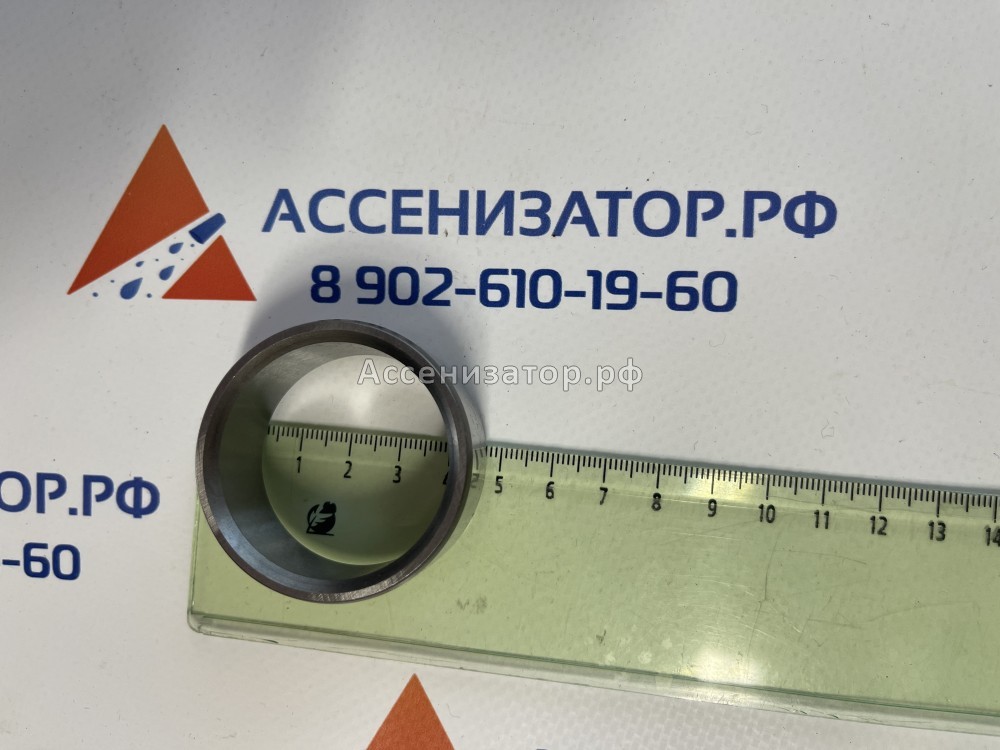 АССЕНИЗАТОР.РФ
8 902-610-19-60
Ассенизатор.рф
ОР.РФ
-60
1 2 3 4 5 6 7 8 9 10 11 12 13 14